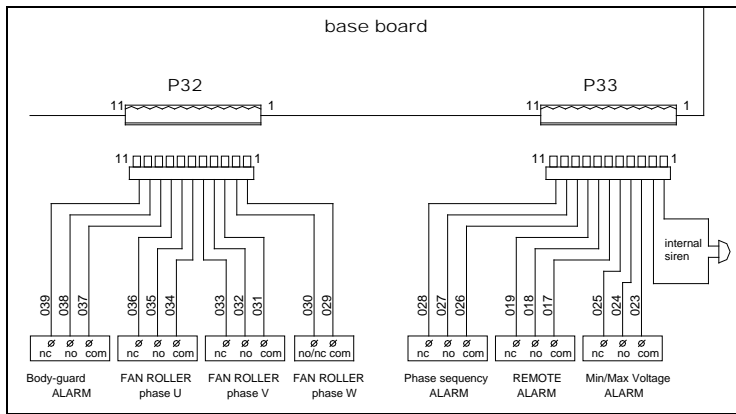 base board
P32
P33
11
1
11
1
11
1
11
1
internal
siren
039
038
037
036
035
034
033
032
031
030
029
028
027
026
019
018
017
025
024
023
nc no com
nc no com
nc no com
no/nc com
nc no com
nc no com
nc no com
Body-guard
ALARM
FAN ROLLER
phase U
FAN ROLLER
phase V
FAN ROLLER
phase W
Phase sequency
ALARM
REMOTE
ALARM
Min/Max Voltage
ALARM